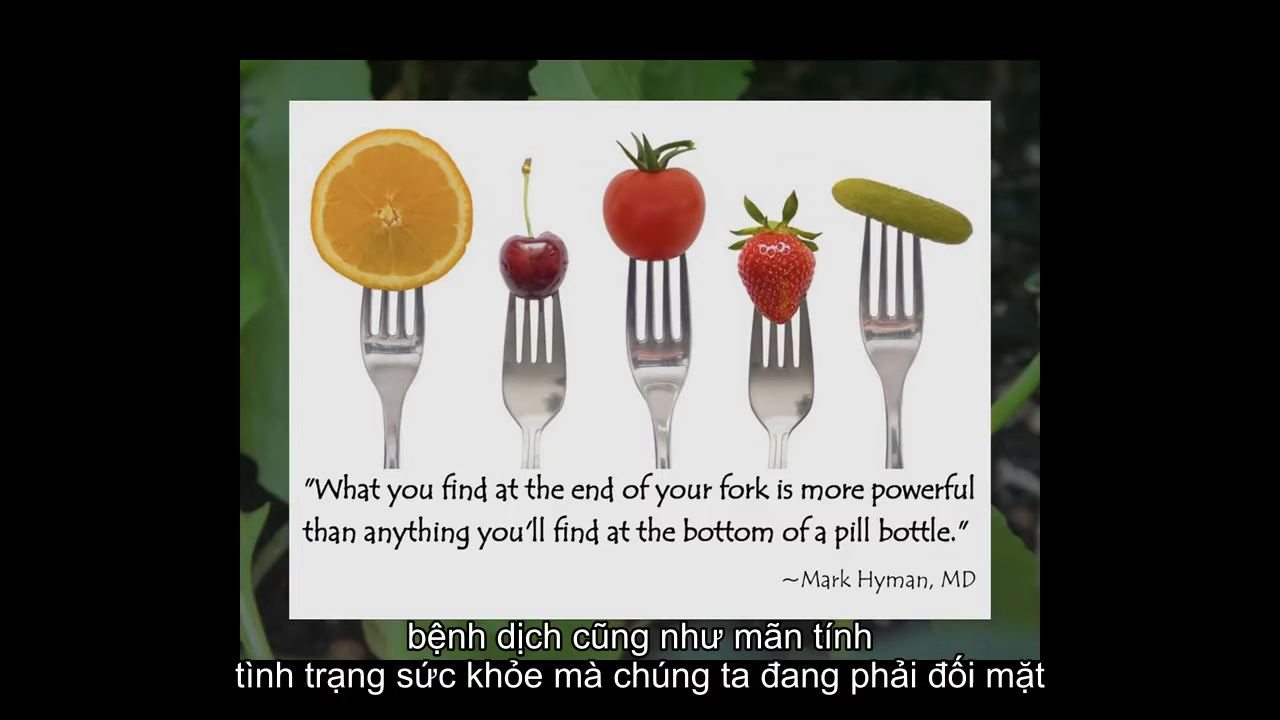 "What you find at the end of your fork is more powerful
than anything you'll find at the bottom of a pill bottle."
~Mark Hyman, MD
bệnh dịch cũng như mãn tính
tình trạng sức khỏe mà chúng ta đang phải đối mặt